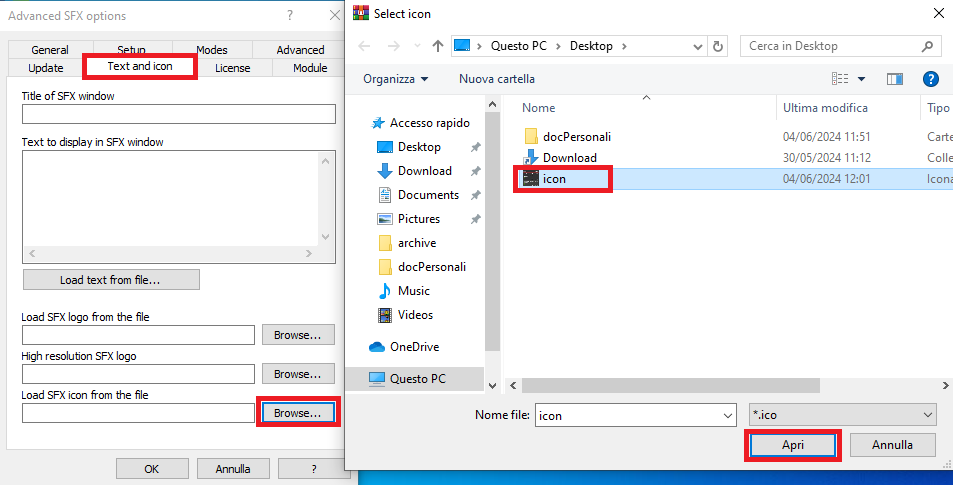 Advanced SFX options ?
General Setup Modes Advanced
Update Text and icon License Module
Title of SFX window
Text to display in SFX window
Load text from file...
Load SFX logo from the file
Browse...
High resolution SFX logo
Browse...
Load SFX icon from the file
Browse...
OK Annulla ?
Select icon
Questo PC > Desktop >
Cerca in Desktop
Organizza Nuova cartella ?
Nome Ultima modifica Tipo
Accesso rapido
Desktop
Download
Documents
Pictures
archive
docPersonali
Music
Videos
OneDrive
Questo PC
docPersonali 04/06/2024 11:51 Carte
Download 30/05/2024 11:12 Colle
icon 04/06/2024 12:01 Icona
Nome file: icon *.ico
Apri Annulla